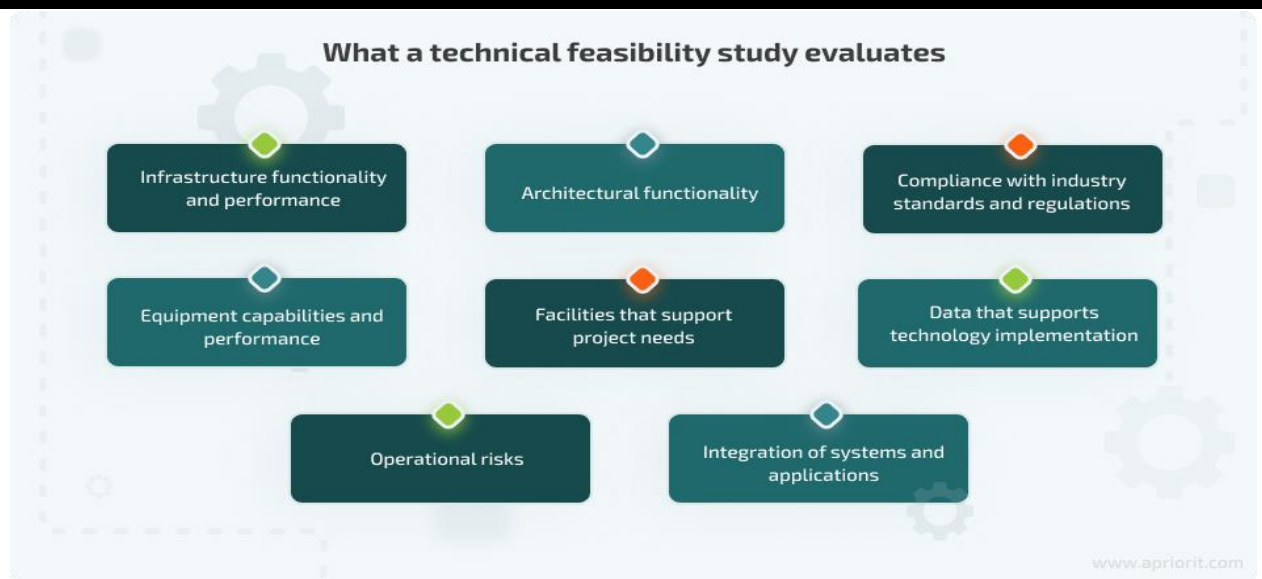 What a technical feasibility study evaluates
Infrastructure functionality
and performance
Architectural functionality
Compliance with industry
standards and regulations
Equipment capabilities and
performance
Facilities that support
project needs
Data that supports
technology implementation
Operational risks
Integration of systems and
applications
www.apriorit.com